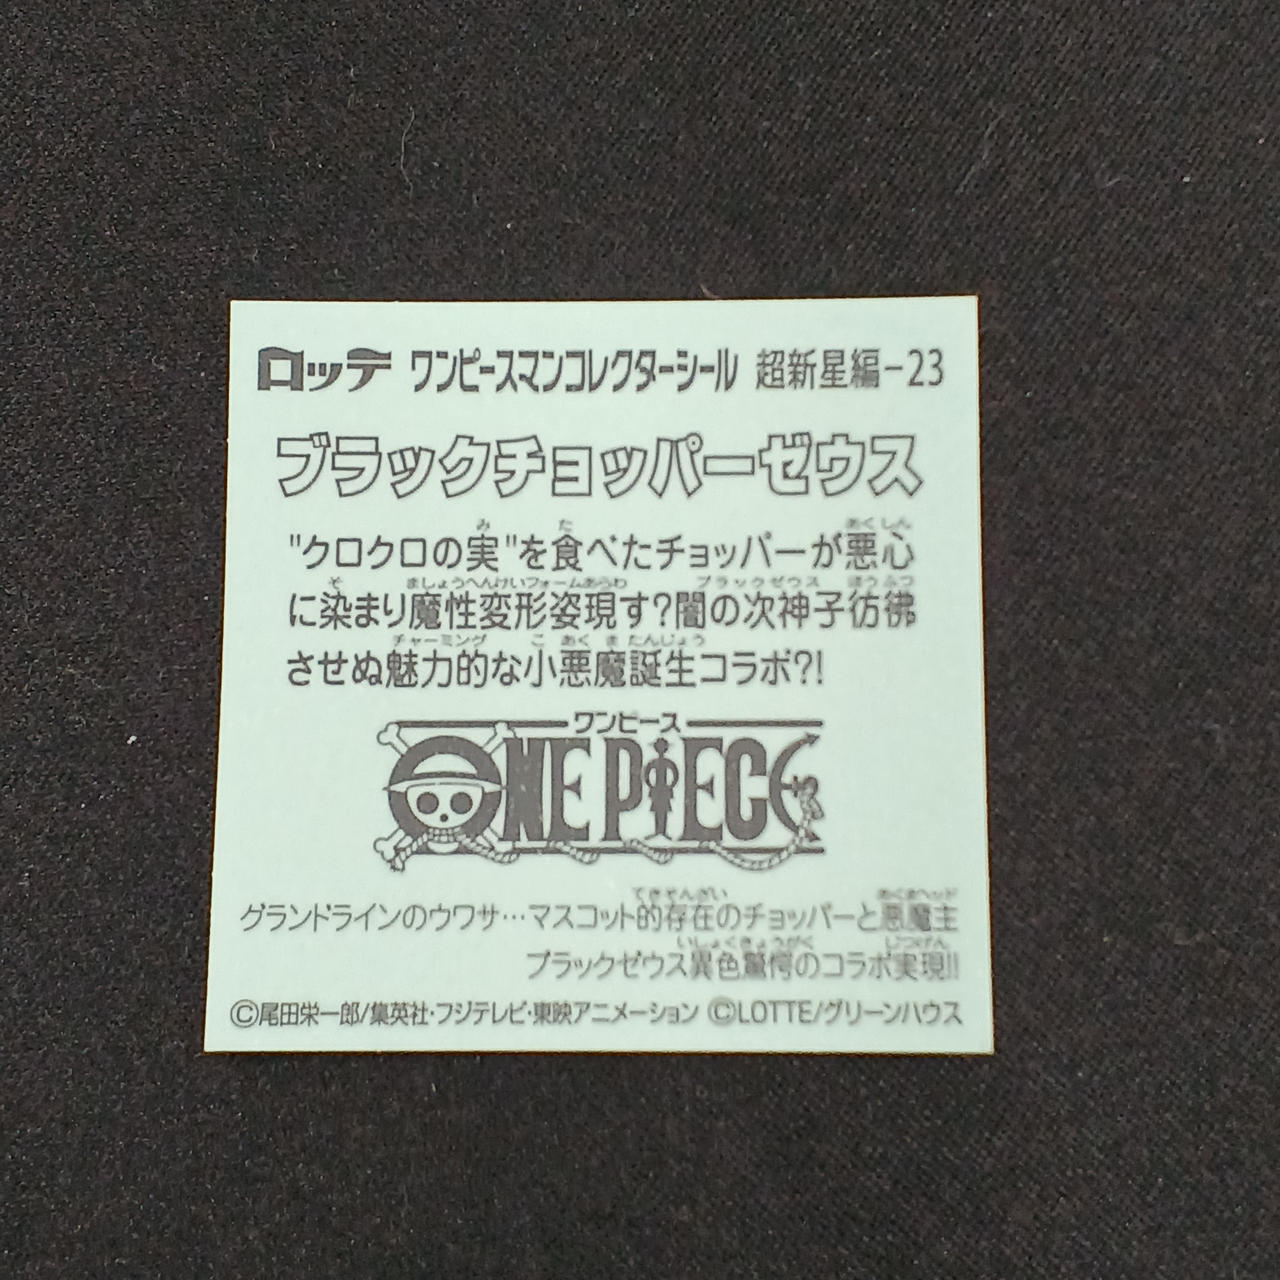 ロッテ ワンピースマンコレクターシール 超新星編-23
ブラックチョッパーゼウス
"クロクロの実"を食べたチョッパーが悪心
に染まり魔性変形姿現す?闇の次神子彷彿
させぬ魅力的な小悪魔誕生コラボ?!
ワンピース
ONE PIECE
グランドラインのウワサ…マスコット的存在のチョッパーと悪魔主
ブラックゼウス異色驚愕のコラボ実現!!
©尾田栄一郎/集英社・フジテレビ・東映アニメーション ©LOTTE/グリーンハウス